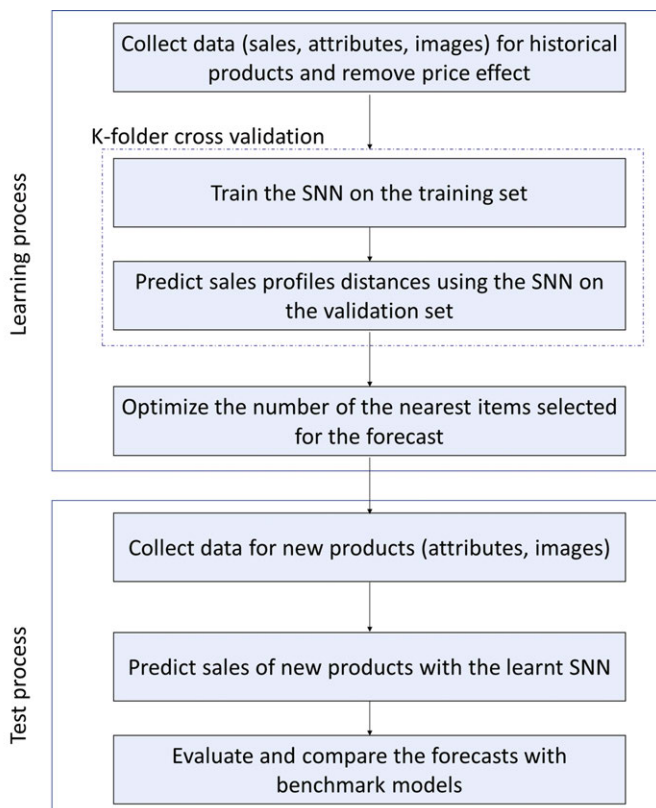 Collect data (sales, attributes, images) for historical
products and remove price effect
K-folder cross validation
Train the SNN on the training set
Predict sales profiles distances using the SNN on
the validation set
Optimize the number of the nearest items selected
for the forecast
Learning process
Collect data for new products (attributes, images)
Predict sales of new products with the learnt SNN
Evaluate and compare the forecasts with
benchmark models
Test process